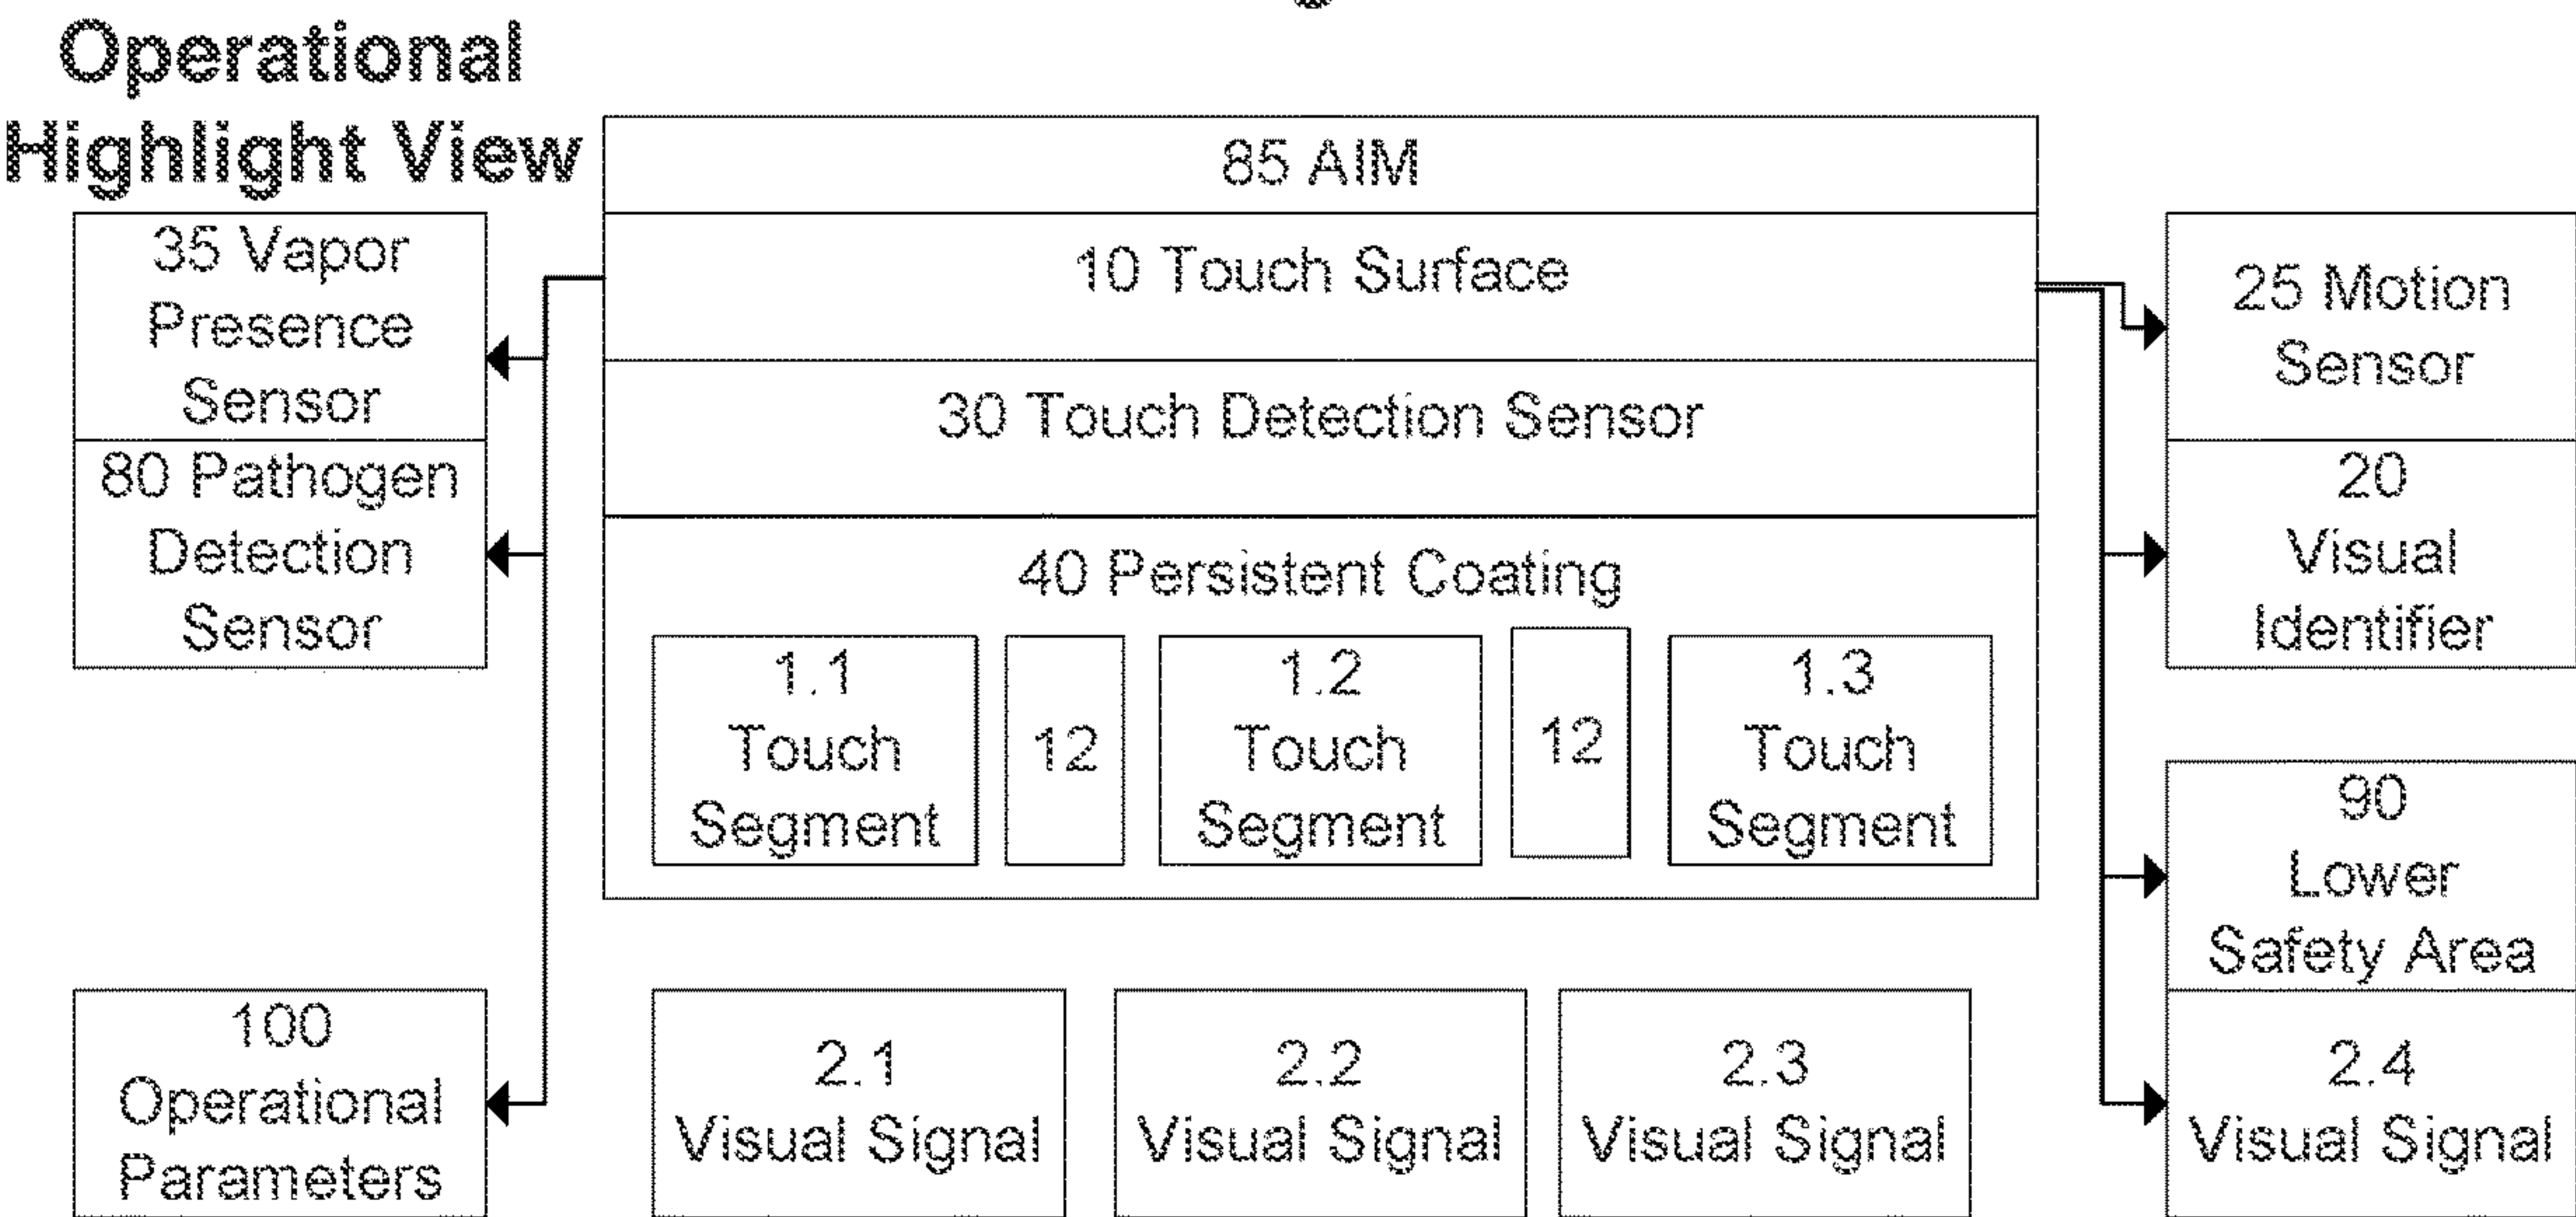 Operational
Highlight View
85 AIM
35 Vapor
Presence
Sensor
10 Touch Surface
25 Motion
Sensor
30 Touch Detection Sensor
80 Pathogen
Detection
Sensor
20
Visual
Identifier
40 Persistent Coating
1.1
Touch
Segment
12
1.2
Touch
Segment
12
1.3
Touch
Segment
90
Lower
Safety Area
100
Operational
Parameters
2.1
Visual Signal
2.2
Visual Signal
2.3
Visual Signal
2.4
Visual Signal